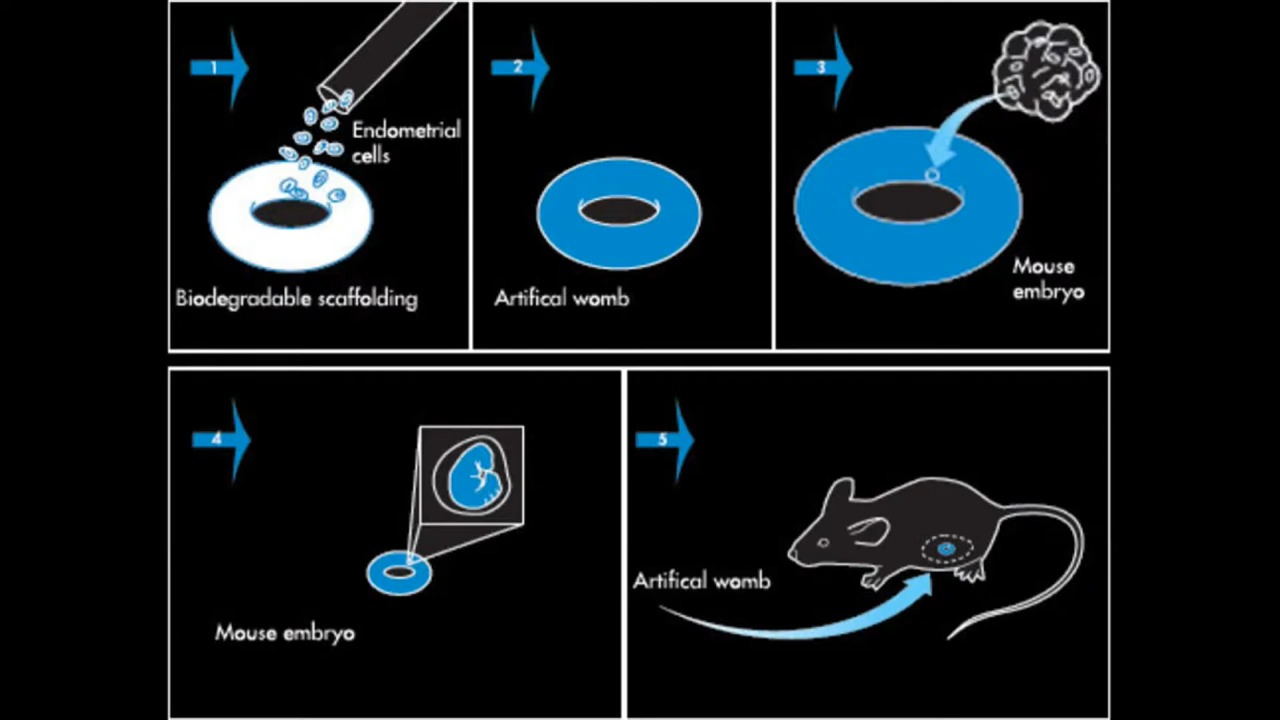 1
Endometrial
cells
Biodegradable scaffolding
2
Artifical womb
3
Mouse
embryo
4
Mouse embryo
5
Artifical womb